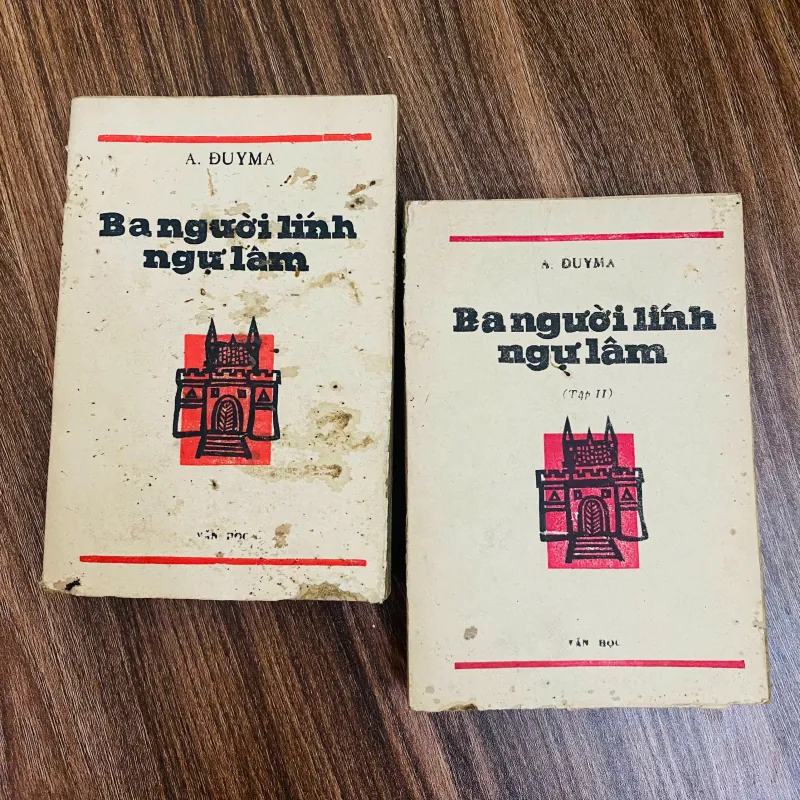 A. ĐUYMA
Ba người lính
ngự lâm
VĂN HỌC
A. ĐUYMA
Ba người lính
ngự lâm
(Tập II)
VĂN HỌC